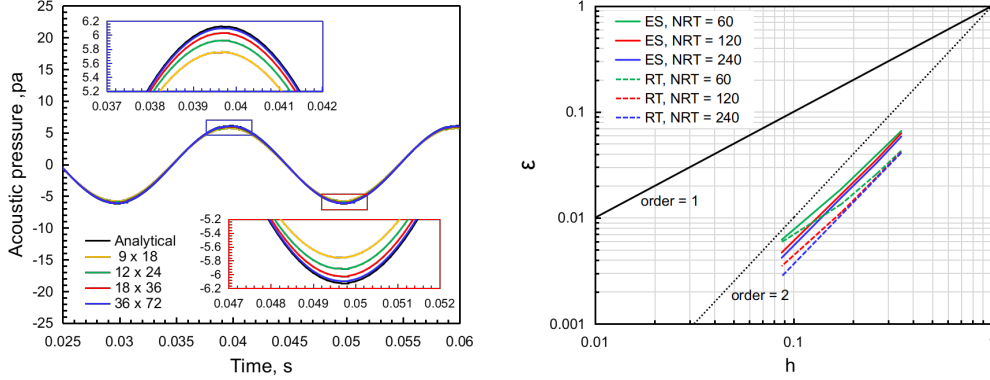 25
20
15
10
5
0
-5
-10
-15
-20
-25
Acoustic pressure ,pa
6.2
6
5.8
5.6
5.4
5.2
0.037 0.038 0.039 0.04 0.041 0.042
-5.2
-5.4
-5.6
-5.8
-6
-6.2
0.047 0.048 0.049 0.05 0.051 0.052
Analytical
9 x 18
12 x 24
18 x 36
36 x 72
0.025 0.03 0.035 0.04 0.045 0.05 0.055 0.06
Time, s
1
0.1
0.01
0.001
ε
ES, NRT = 60
ES, NRT = 120
ES, NRT = 240
RT, NRT = 60
RT, NRT = 120
RT, NRT = 240
order = 1
order = 2
0.01 0.1
h